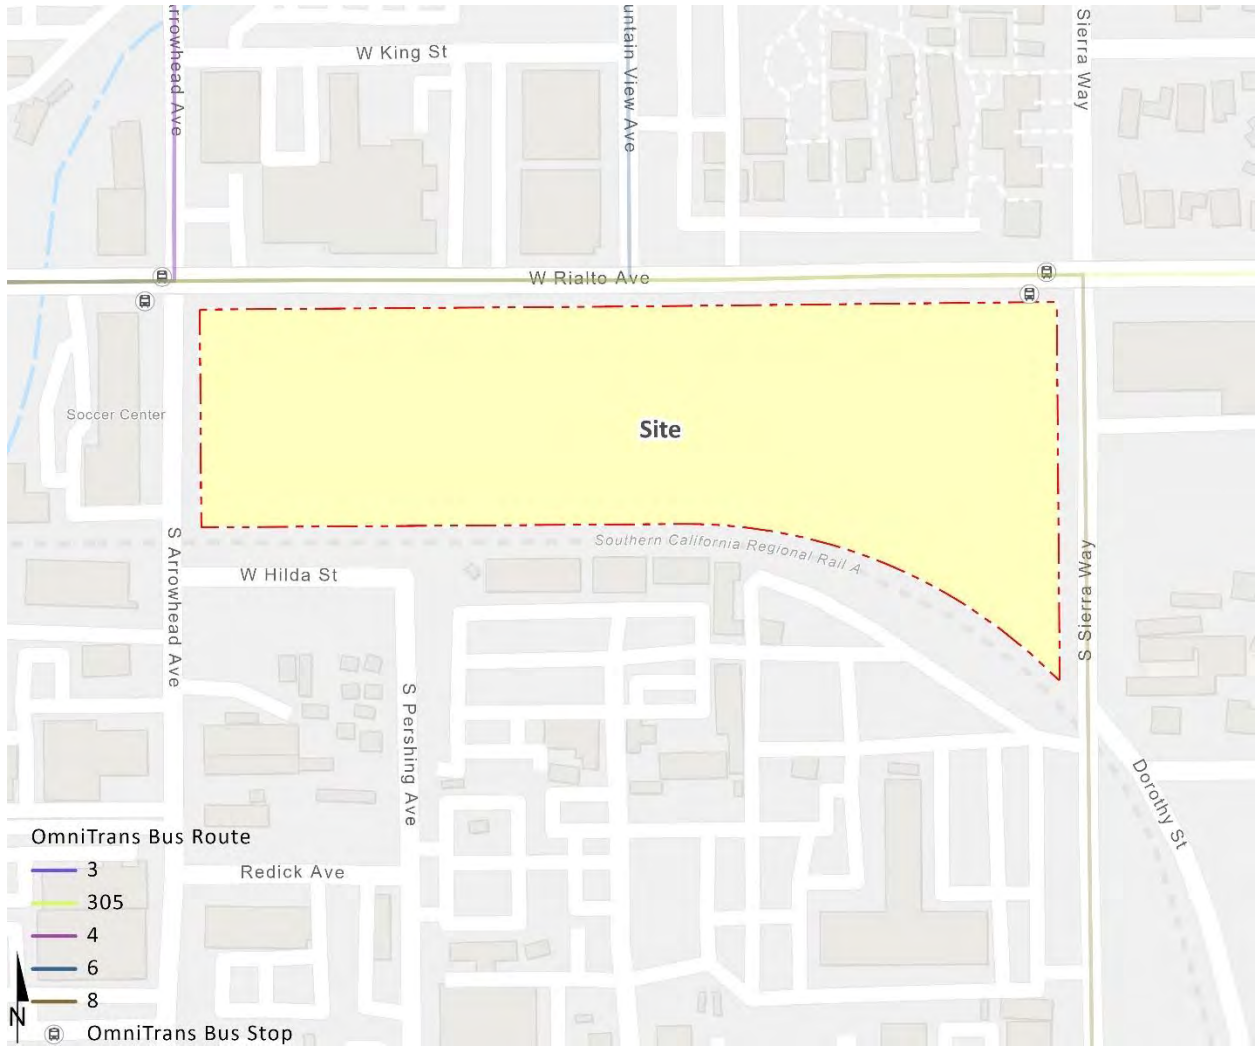 rrowhead Ave
W King St
untain View Ave
Sierra Way
W Rialto Ave
Soccer Center
Site
Southern California Regional Rail A
S Arrowhead Ave
W Hilda St
S Sierra Way
S Pershing Ave
Dorothy St
Redick Ave
OmniTrans Bus Route
3
305
4
6
8
N
OmniTrans Bus Stop